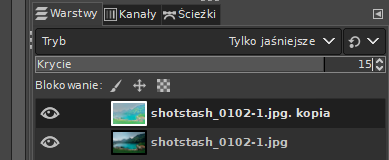 Warstwy Kanały Ścieżki
Tryb Tylko jaśniejsze
Krycie 15
Blokowanie:
shotstash_0102-1.jpg. kopia
shotstash_0102-1.jpg